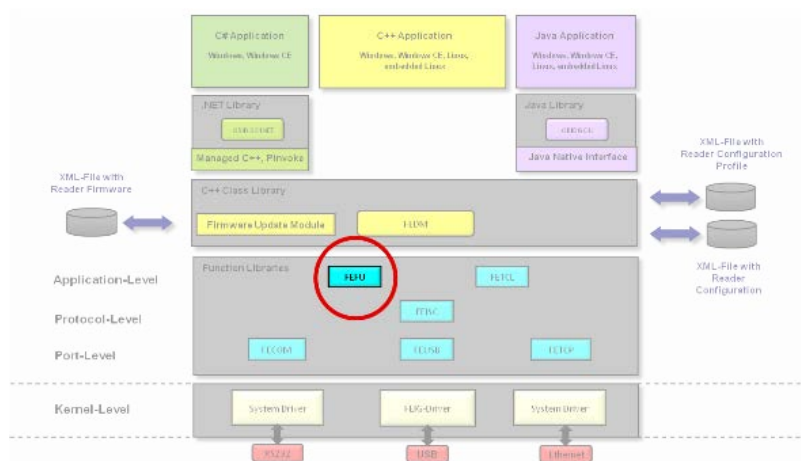 C# Application
Windows, Windows CE
C++ Application
Windows, Windows CE, Linux,
embedded Linux
Java Application
Windows, Windows CE,
Linux, embedded Linux
.NET Library
Managed C++, PInvoke
Java Library
Java Native Interface
XML-File with
Reader Configuration
Profile
XML-File with
Reader Firmware
C++ Class Library
Firmware Update Module
FEDM
XML-File with
Reader
Configuration
Application-Level
Function Libraries
FEFU
FETCL
Protocol-Level
FEISC
Port-Level
FECOM
FEUSB
FETCP
Kernel-Level
System Driver
System Driver
RS232
USB
Ethernet